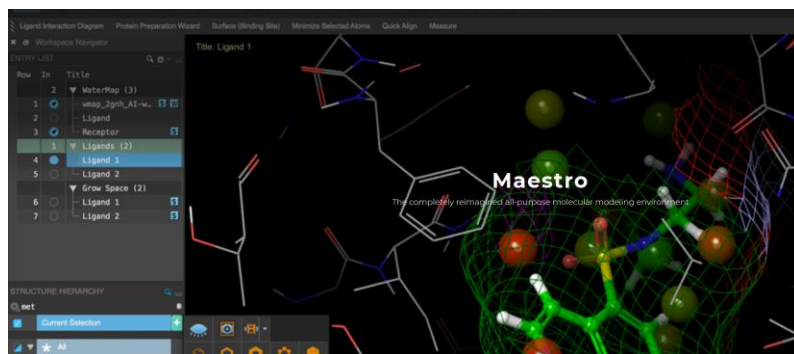 Ligand Interaction Diagram Protein Preparation Wizard Surface (Binding Site) Minimize Selected Atoms Quick Align Measure
Workspace Navigator
Title: Ligand 1
ENTRY LIST
Row In Title
2 WaterMap (3)
1 wmap_2gnh_AI-w…
2 Ligand
3 Receptor
1 Ligands (2)
4 Ligand 1
5 Ligand 2
Grow Space (2)
6 Ligand 1
7 Ligand 2
Maestro
The completely reimagined all-purpose molecular modeling environment
STRUCTURE HIERARCHY
met
Current Selection
All